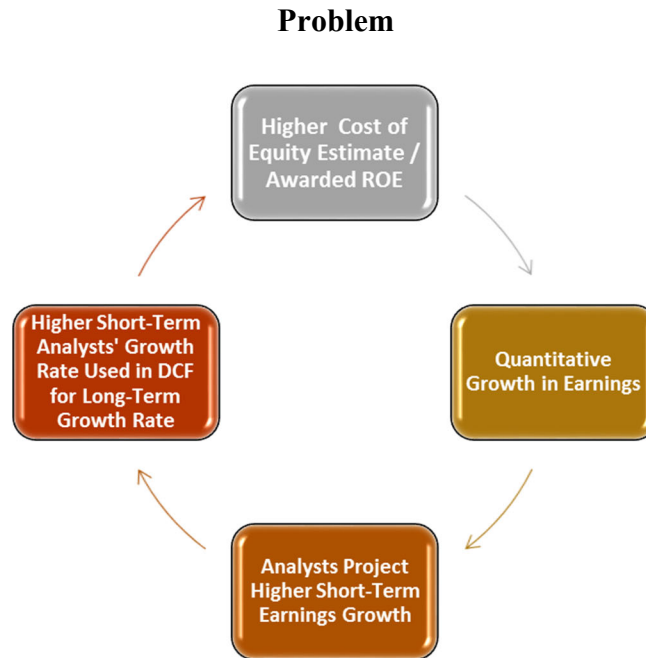 Problem
Higher Cost of
Equity Estimate /
Awarded ROE
Quantitative
Growth in Earnings
Analysts Project
Higher Short-Term
Earnings Growth
Higher Short-Term
Analysts' Growth
Rate Used in DCF
for Long-Term
Growth Rate